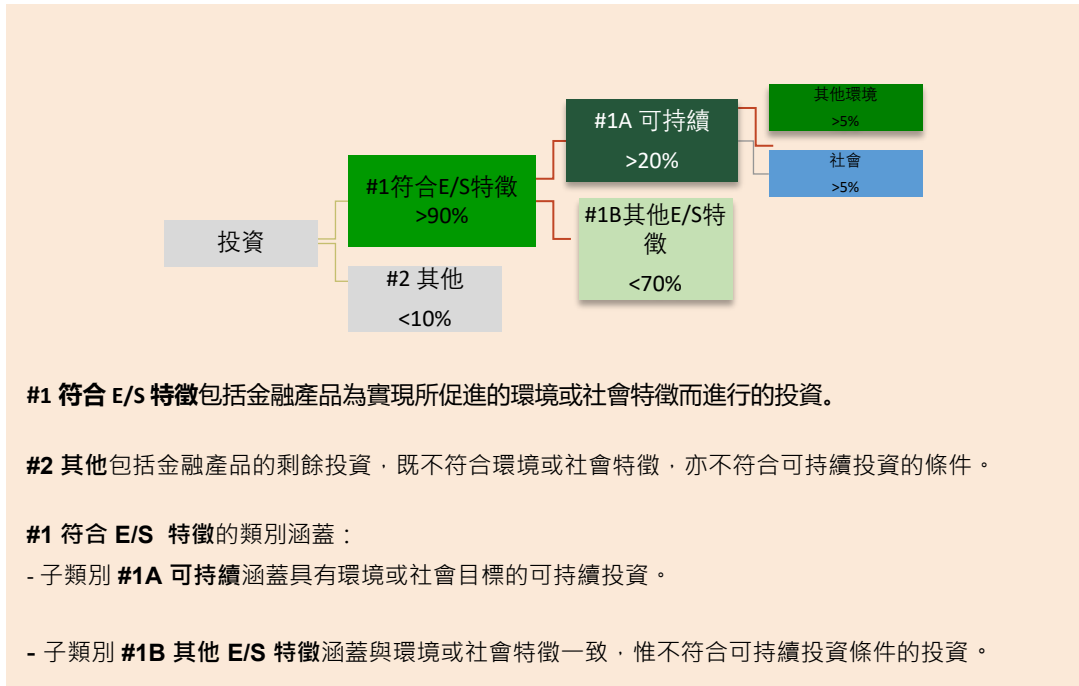 其他環境
>5%
#1A 可持續
>20%
社會
>5%
#1符合E/S特徵
>90%
#1B其他E/S特
徵
<70%
投資
#2 其他
<10%
#1 符合 E/S 特徵包括金融產品為實現所促進的環境或社會特徵而進行的投資。
#2 其他包括金融產品的剩餘投資，既不符合環境或社會特徵，亦不符合可持續投資的條件。
#1 符合 E/S 特徵的類別涵蓋：
- 子類別 #1A 可持續涵蓋具有環境或社會目標的可持續投資。
- 子類別 #1B 其他 E/S 特徵涵蓋與環境或社會特徵一致，惟不符合可持續投資條件的投資。